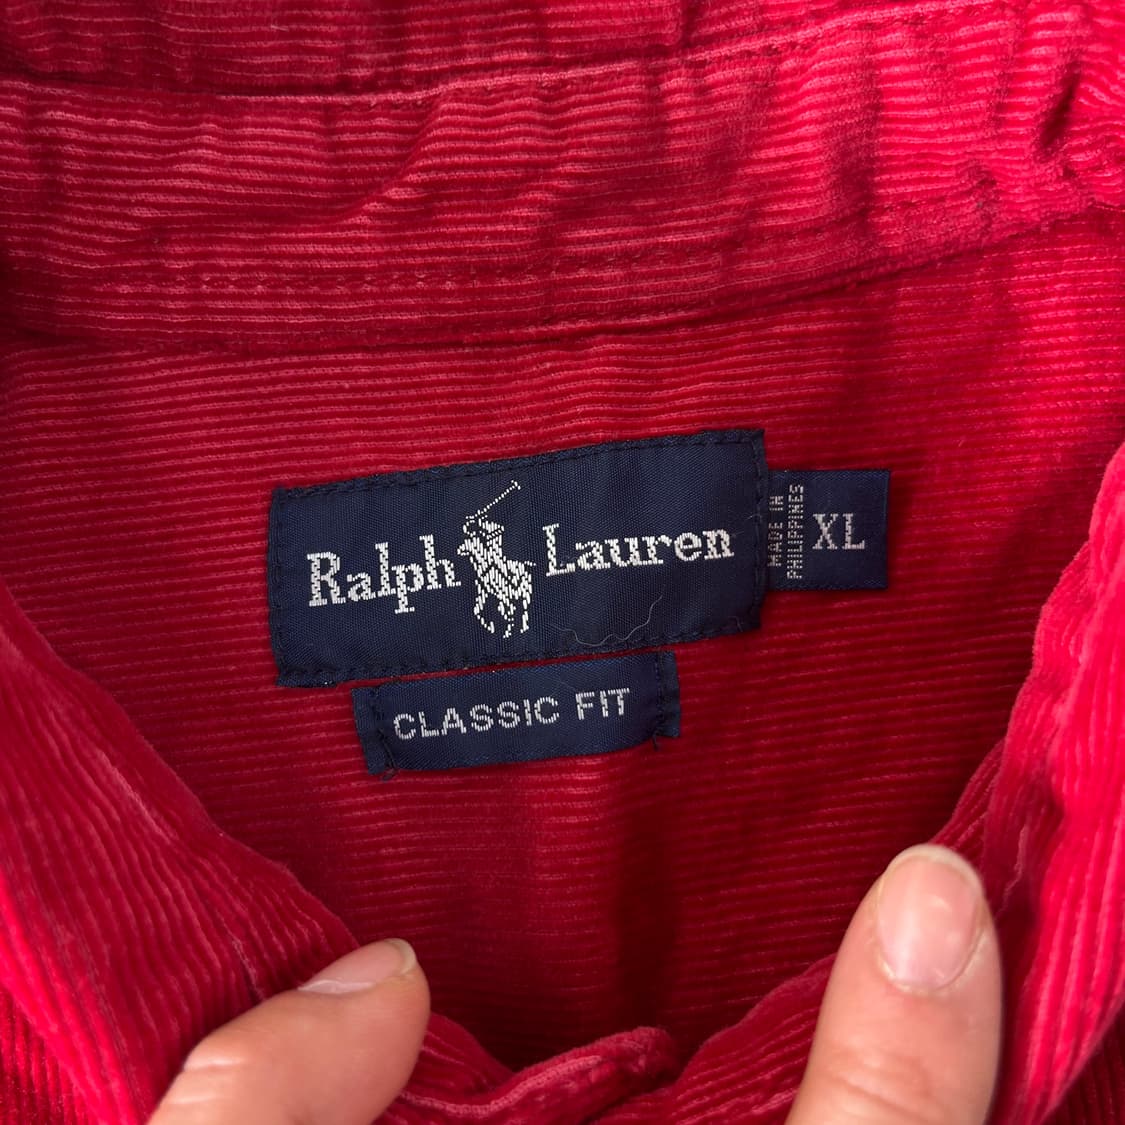 Ralph Lauren
MADE IN
PHILIPPINES
XL
CLASSIC FIT